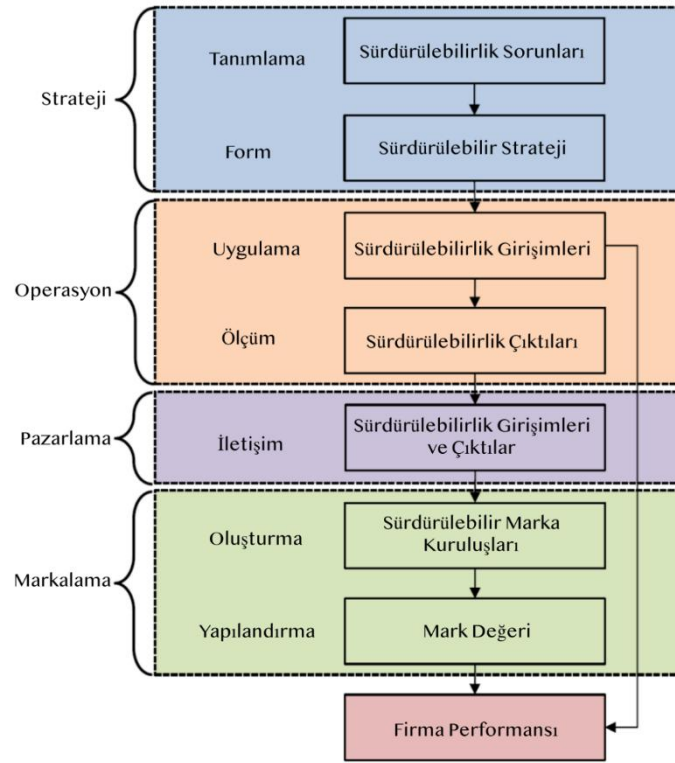 Strateji
Tanımlama
Sürdürülebilirlik Sorunları
Form
Sürdürülebilir Strateji
Operasyon
Uygulama
Sürdürülebilirlik Girişimleri
Ölçüm
Sürdürülebilirlik Çıktıları
Pazarlama
İletişim
Sürdürülebilirlik Girişimleri
ve Çıktılar
Markalama
Oluşturma
Sürdürülebilir Marka
Kuruluşları
Yapılandırma
Mark Değeri
Firma Performansı